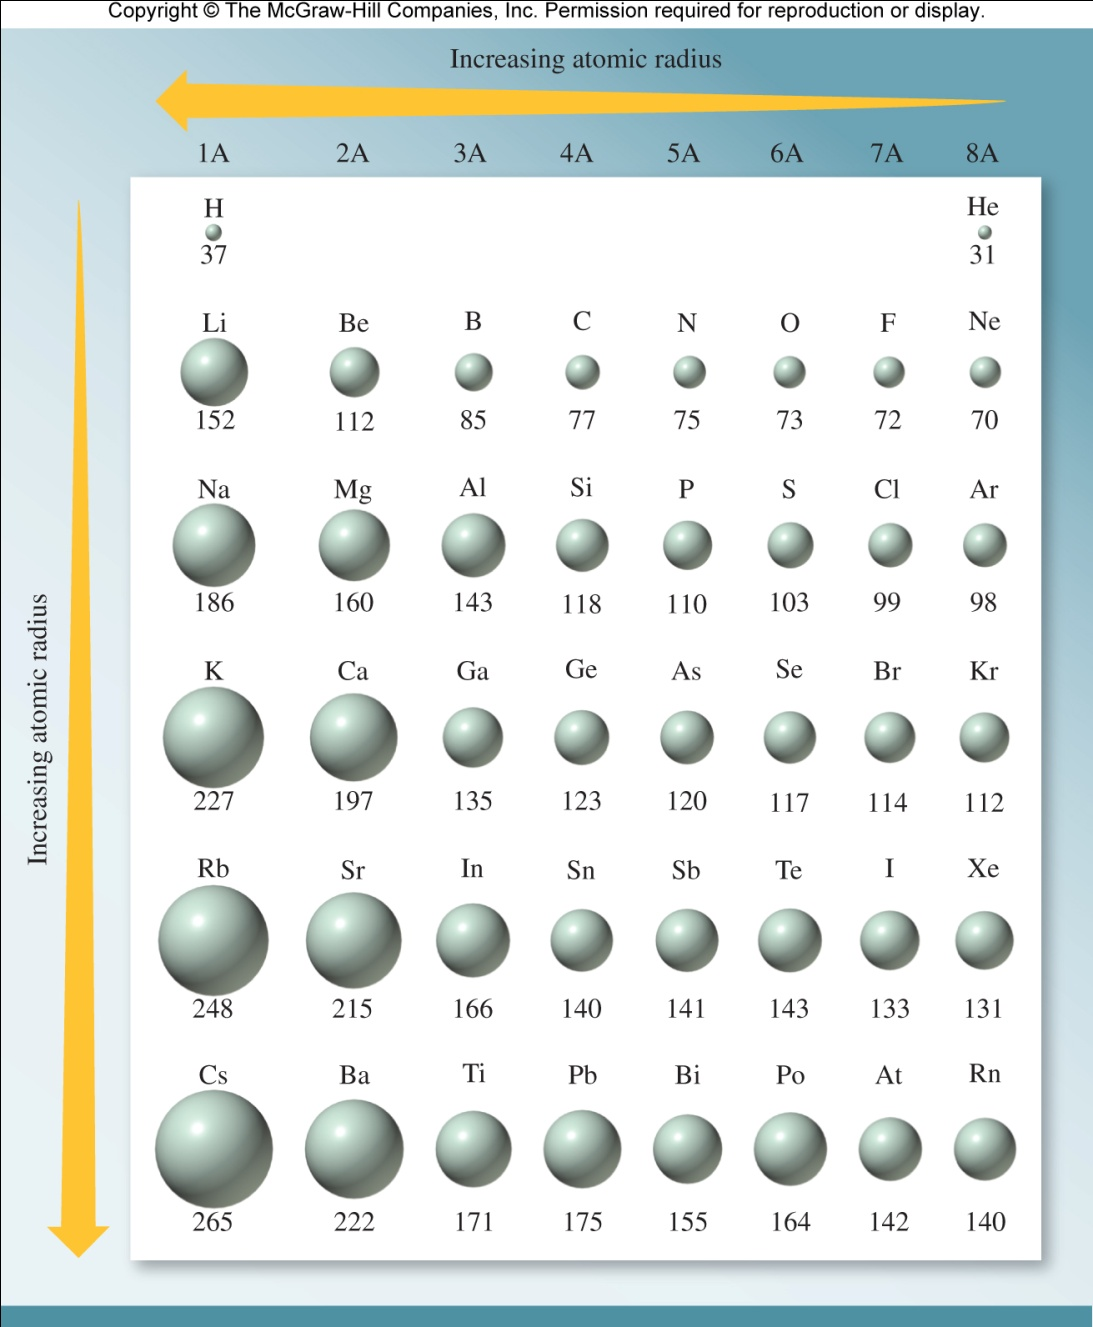 Copyright © The McGraw-Hill Companies, Inc. Permission required for reproduction or display.
Increasing atomic radius
1A 2A 3A 4A 5A 6A 7A 8A
Increasing atomic radius
H He
37 31
Li Be B C N O F Ne
152 112 85 77 75 73 72 70
Na Mg Al Si P S Cl Ar
186 160 143 118 110 103 99 98
K Ca Ga Ge As Se Br Kr
227 197 135 123 120 117 114 112
Rb Sr In Sn Sb Te I Xe
248 215 166 140 141 143 133 131
Cs Ba Ti Pb Bi Po At Rn
265 222 171 175 155 164 142 140